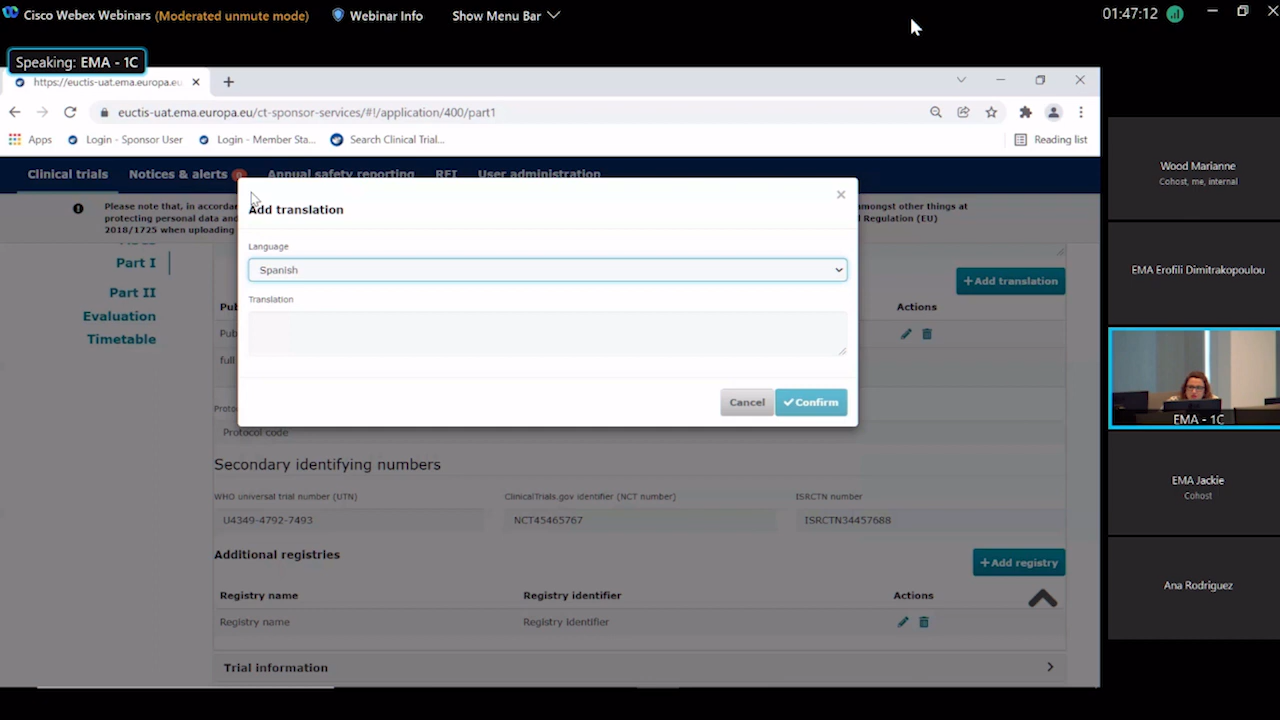 Cisco Webex Webinars (Moderated unmute mode) Webinar Info Show Menu Bar 01:47:12
Speaking: EMA - 1C
https://euctis-uat.ema.europa.eu
euctis-uat.ema.europa.eu/ct-sponsor-services/#!/application/400/part1
Apps Login - Sponsor User Login - Member Sta... Search Clinical Trial... Reading list
Clinical trials Notices & alerts Annual safety reporting RFI User administration
Please note that, in accordan amongst other things at
protecting personal data and Regulation (EU)
2018/1725 when uploading
Add translation
Language
Spanish
Translation
Cancel Confirm
Part I
Part II
Evaluation
Timetable
+Add translation
Pub Actions
Pub
full
Protoc
Protocol code
Secondary identifying numbers
WHO universal trial number (UTN) ClinicalTrials.gov identifier (NCT number) ISRCTN number
U4349-4792-7493 NCT45465767 ISRCTN34457688
Additional registries +Add registry
Registry name Registry identifier Actions
Registry name Registry identifier
Trial information
Wood Marianne
Cohost, me, internal
EMA Erofili Dimitrakopoulou
EMA - 1C
EMA Jackie
Cohost
Ana Rodriguez